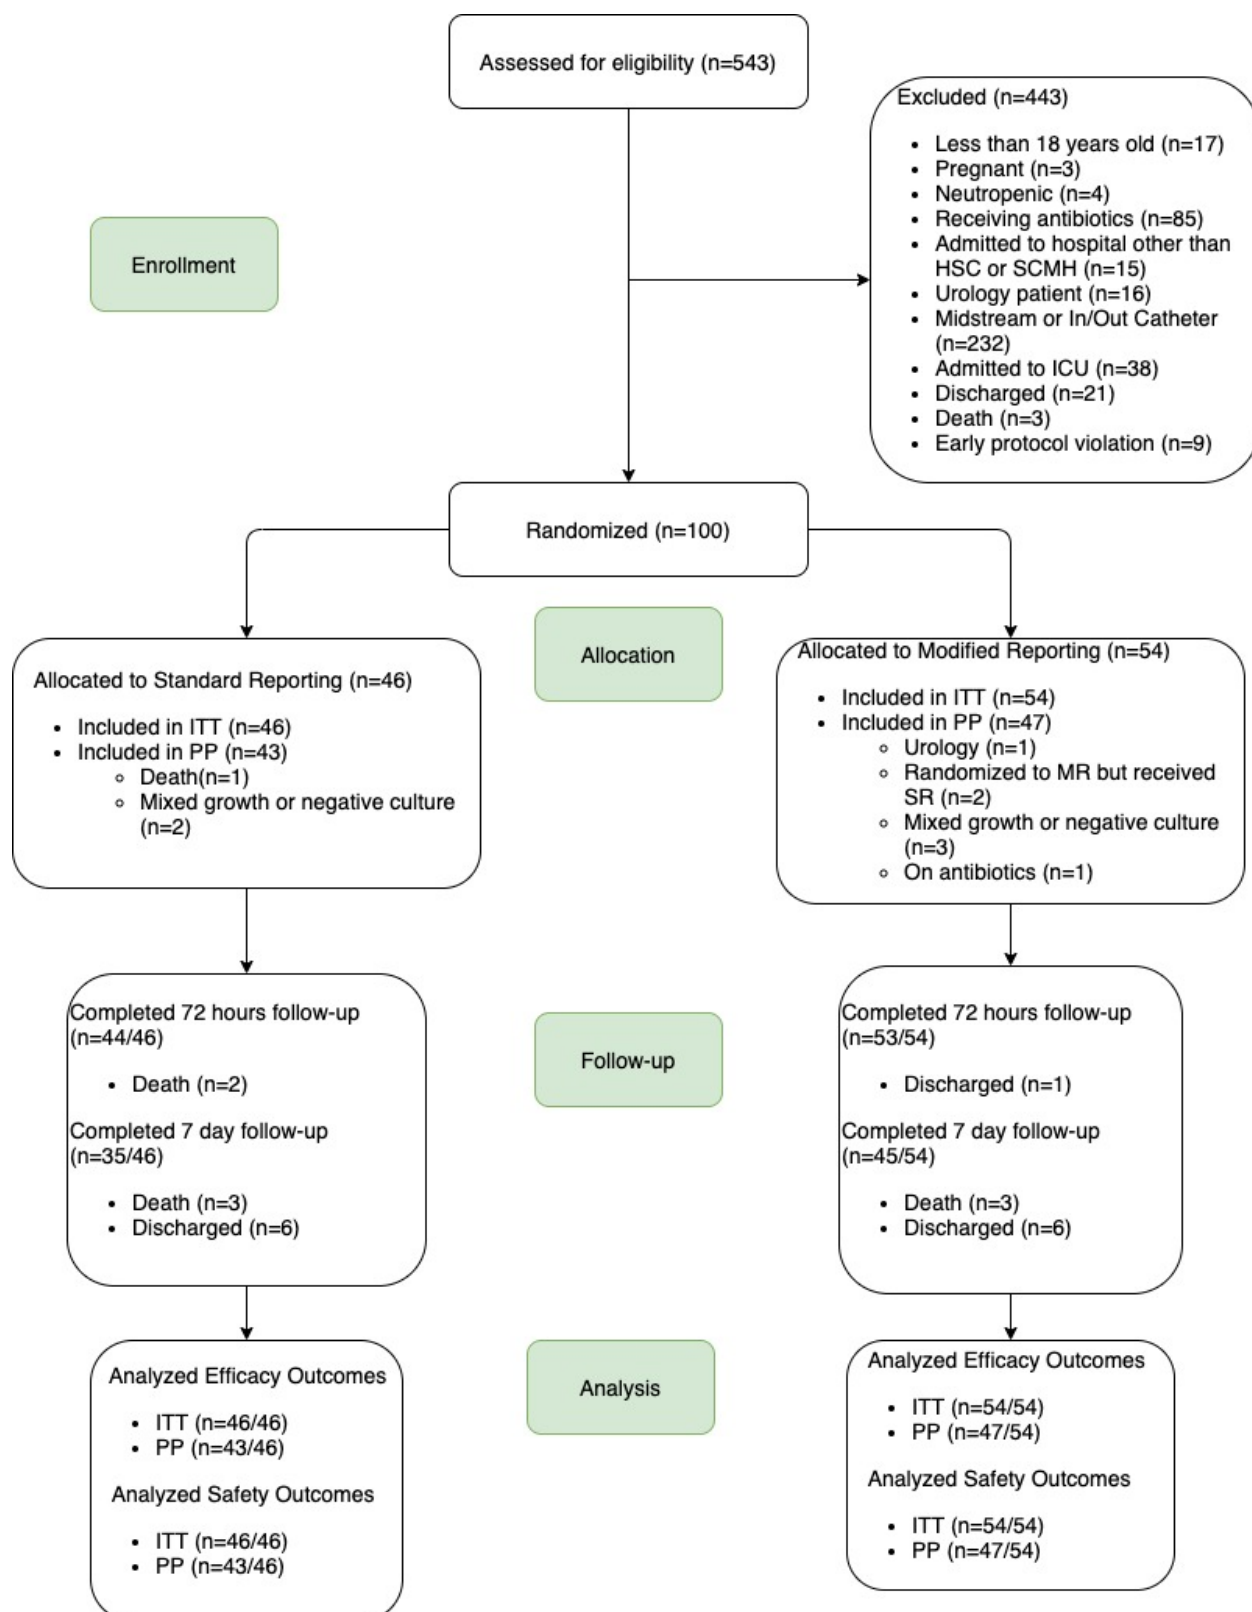 Assessed for eligibility (n=543)
Excluded (n=443)
• Less than 18 years old (n=17)
• Pregnant (n=3)
• Neutropenic (n=4)
• Receiving antibiotics (n=85)
• Admitted to hospital other than
HSC or SCMH (n=15)
• Urology patient (n=16)
• Midstream or In/Out Catheter
(n=232)
• Admitted to ICU (n=38)
• Discharged (n=21)
• Death (n=3)
• Early protocol violation (n=9)
Enrollment
Randomized (n=100)
Allocation
Allocated to Standard Reporting (n=46)
• Included in ITT (n=46)
• Included in PP (n=43)
◦ Death(n=1)
◦ Mixed growth or negative culture
(n=2)
Allocated to Modified Reporting (n=54)
• Included in ITT (n=54)
• Included in PP (n=47)
◦ Urology (n=1)
◦ Randomized to MR but received
SR (n=2)
◦ Mixed growth or negative culture
(n=3)
◦ On antibiotics (n=1)
Completed 72 hours follow-up
(n=44/46)
• Death (n=2)
Completed 7 day follow-up
(n=35/46)
• Death (n=3)
• Discharged (n=6)
Follow-up
Completed 72 hours follow-up
(n=53/54)
• Discharged (n=1)
Completed 7 day follow-up
(n=45/54)
• Death (n=3)
• Discharged (n=6)
Analyzed Efficacy Outcomes
• ITT (n=46/46)
• PP (n=43/46)
Analyzed Safety Outcomes
• ITT (n=46/46)
• PP (n=43/46)
Analysis
Analyzed Efficacy Outcomes
• ITT (n=54/54)
• PP (n=47/54)
Analyzed Safety Outcomes
• ITT (n=54/54)
• PP (n=47/54)